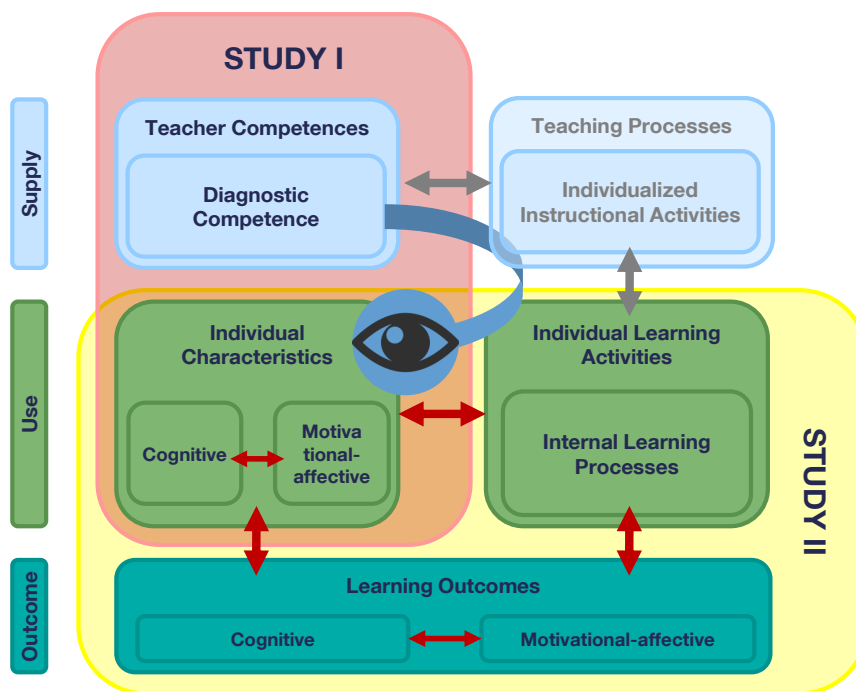 STUDY I
Supply
Teacher Competences
Diagnostic
Competence
Teaching Processes
Individualized
Instructional Activities
Use
Individual
Characteristics
Cognitive
Motiva
tional-
affective
Individual Learning
Activities
Internal Learning
Processes
STUDY II
Outcome
Learning Outcomes
Cognitive
Motivational-affective